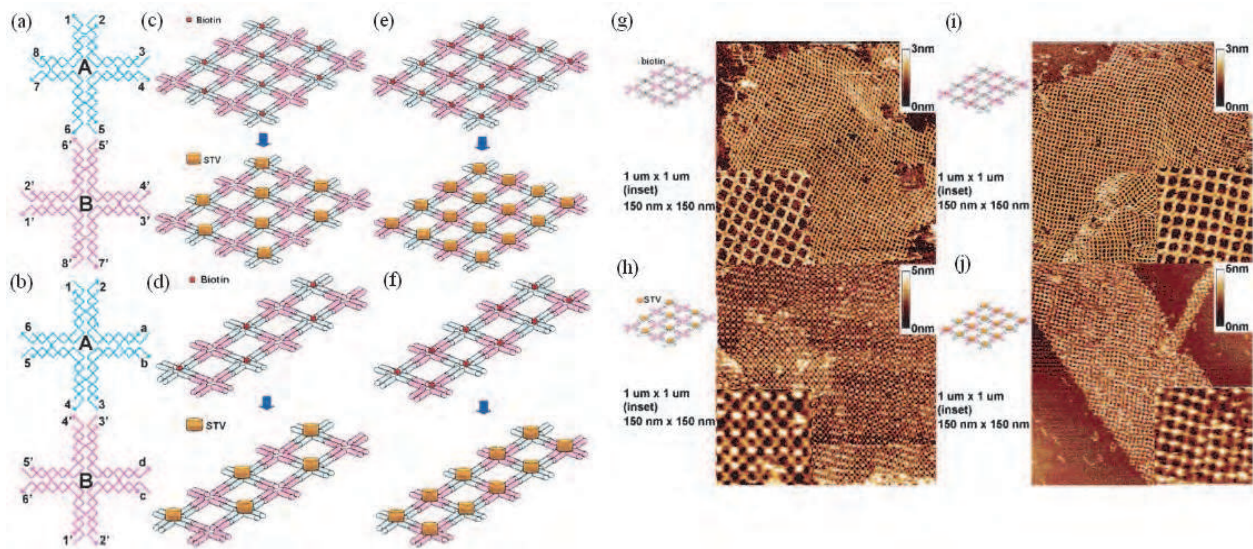 (a)
1 2
8 3
A
7 4
6 5
6' 5'
2' 4'
B
1' 3'
8' 7'
(b)
1 2
6 a
A
5 b
4 3
4' 3'
5' d
B
6' c
1' 2'
(c)
Biotin
STV
(d)
Biotin
STV
(e)
(f)
(g)
biotin
3nm
0nm
1 um x 1 um
(inset)
150 nm x 150 nm
(h)
STV
5nm
0nm
1 um x 1 um
(inset)
150 nm x 150 nm
(i)
3nm
0nm
1 um x 1 um
(inset)
150 nm x 150 nm
(j)
5nm
0nm
1 um x 1 um
(inset)
150 nm x 150 nm